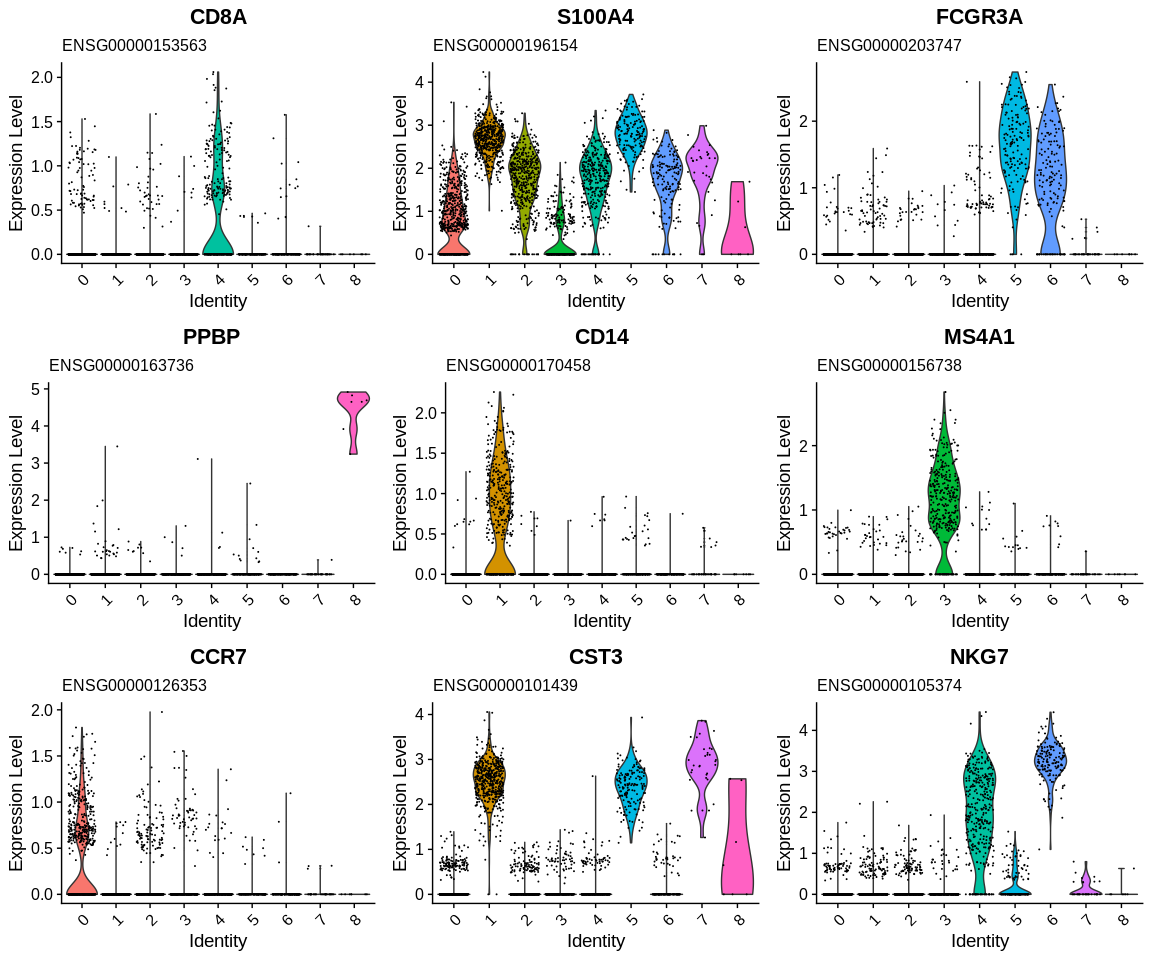 CD8A
ENSG00000153563
Expression Level
2.0
1.5
1.0
0.5
0.0
0 1 2 3 4 5 6 7 8
Identity
S100A4
ENSG00000196154
Expression Level
4
3
2
1
0
0 1 2 3 4 5 6 7 8
Identity
FCGR3A
ENSG00000203747
Expression Level
2
1
0
0 1 2 3 4 5 6 7 8
Identity
PPBP
ENSG00000163736
Expression Level
5
4
3
2
1
0
0 1 2 3 4 5 6 7 8
Identity
CD14
ENSG00000170458
Expression Level
2.0
1.5
1.0
0.5
0.0
0 1 2 3 4 5 6 7 8
Identity
MS4A1
ENSG00000156738
Expression Level
2
1
0
0 1 2 3 4 5 6 7 8
Identity
CCR7
ENSG00000126353
Expression Level
2.0
1.5
1.0
0.5
0.0
0 1 2 3 4 5 6 7 8
Identity
CST3
ENSG00000101439
Expression Level
4
3
2
1
0
0 1 2 3 4 5 6 7 8
Identity
NKG7
ENSG00000105374
Expression Level
4
3
2
1
0
0 1 2 3 4 5 6 7 8
Identity